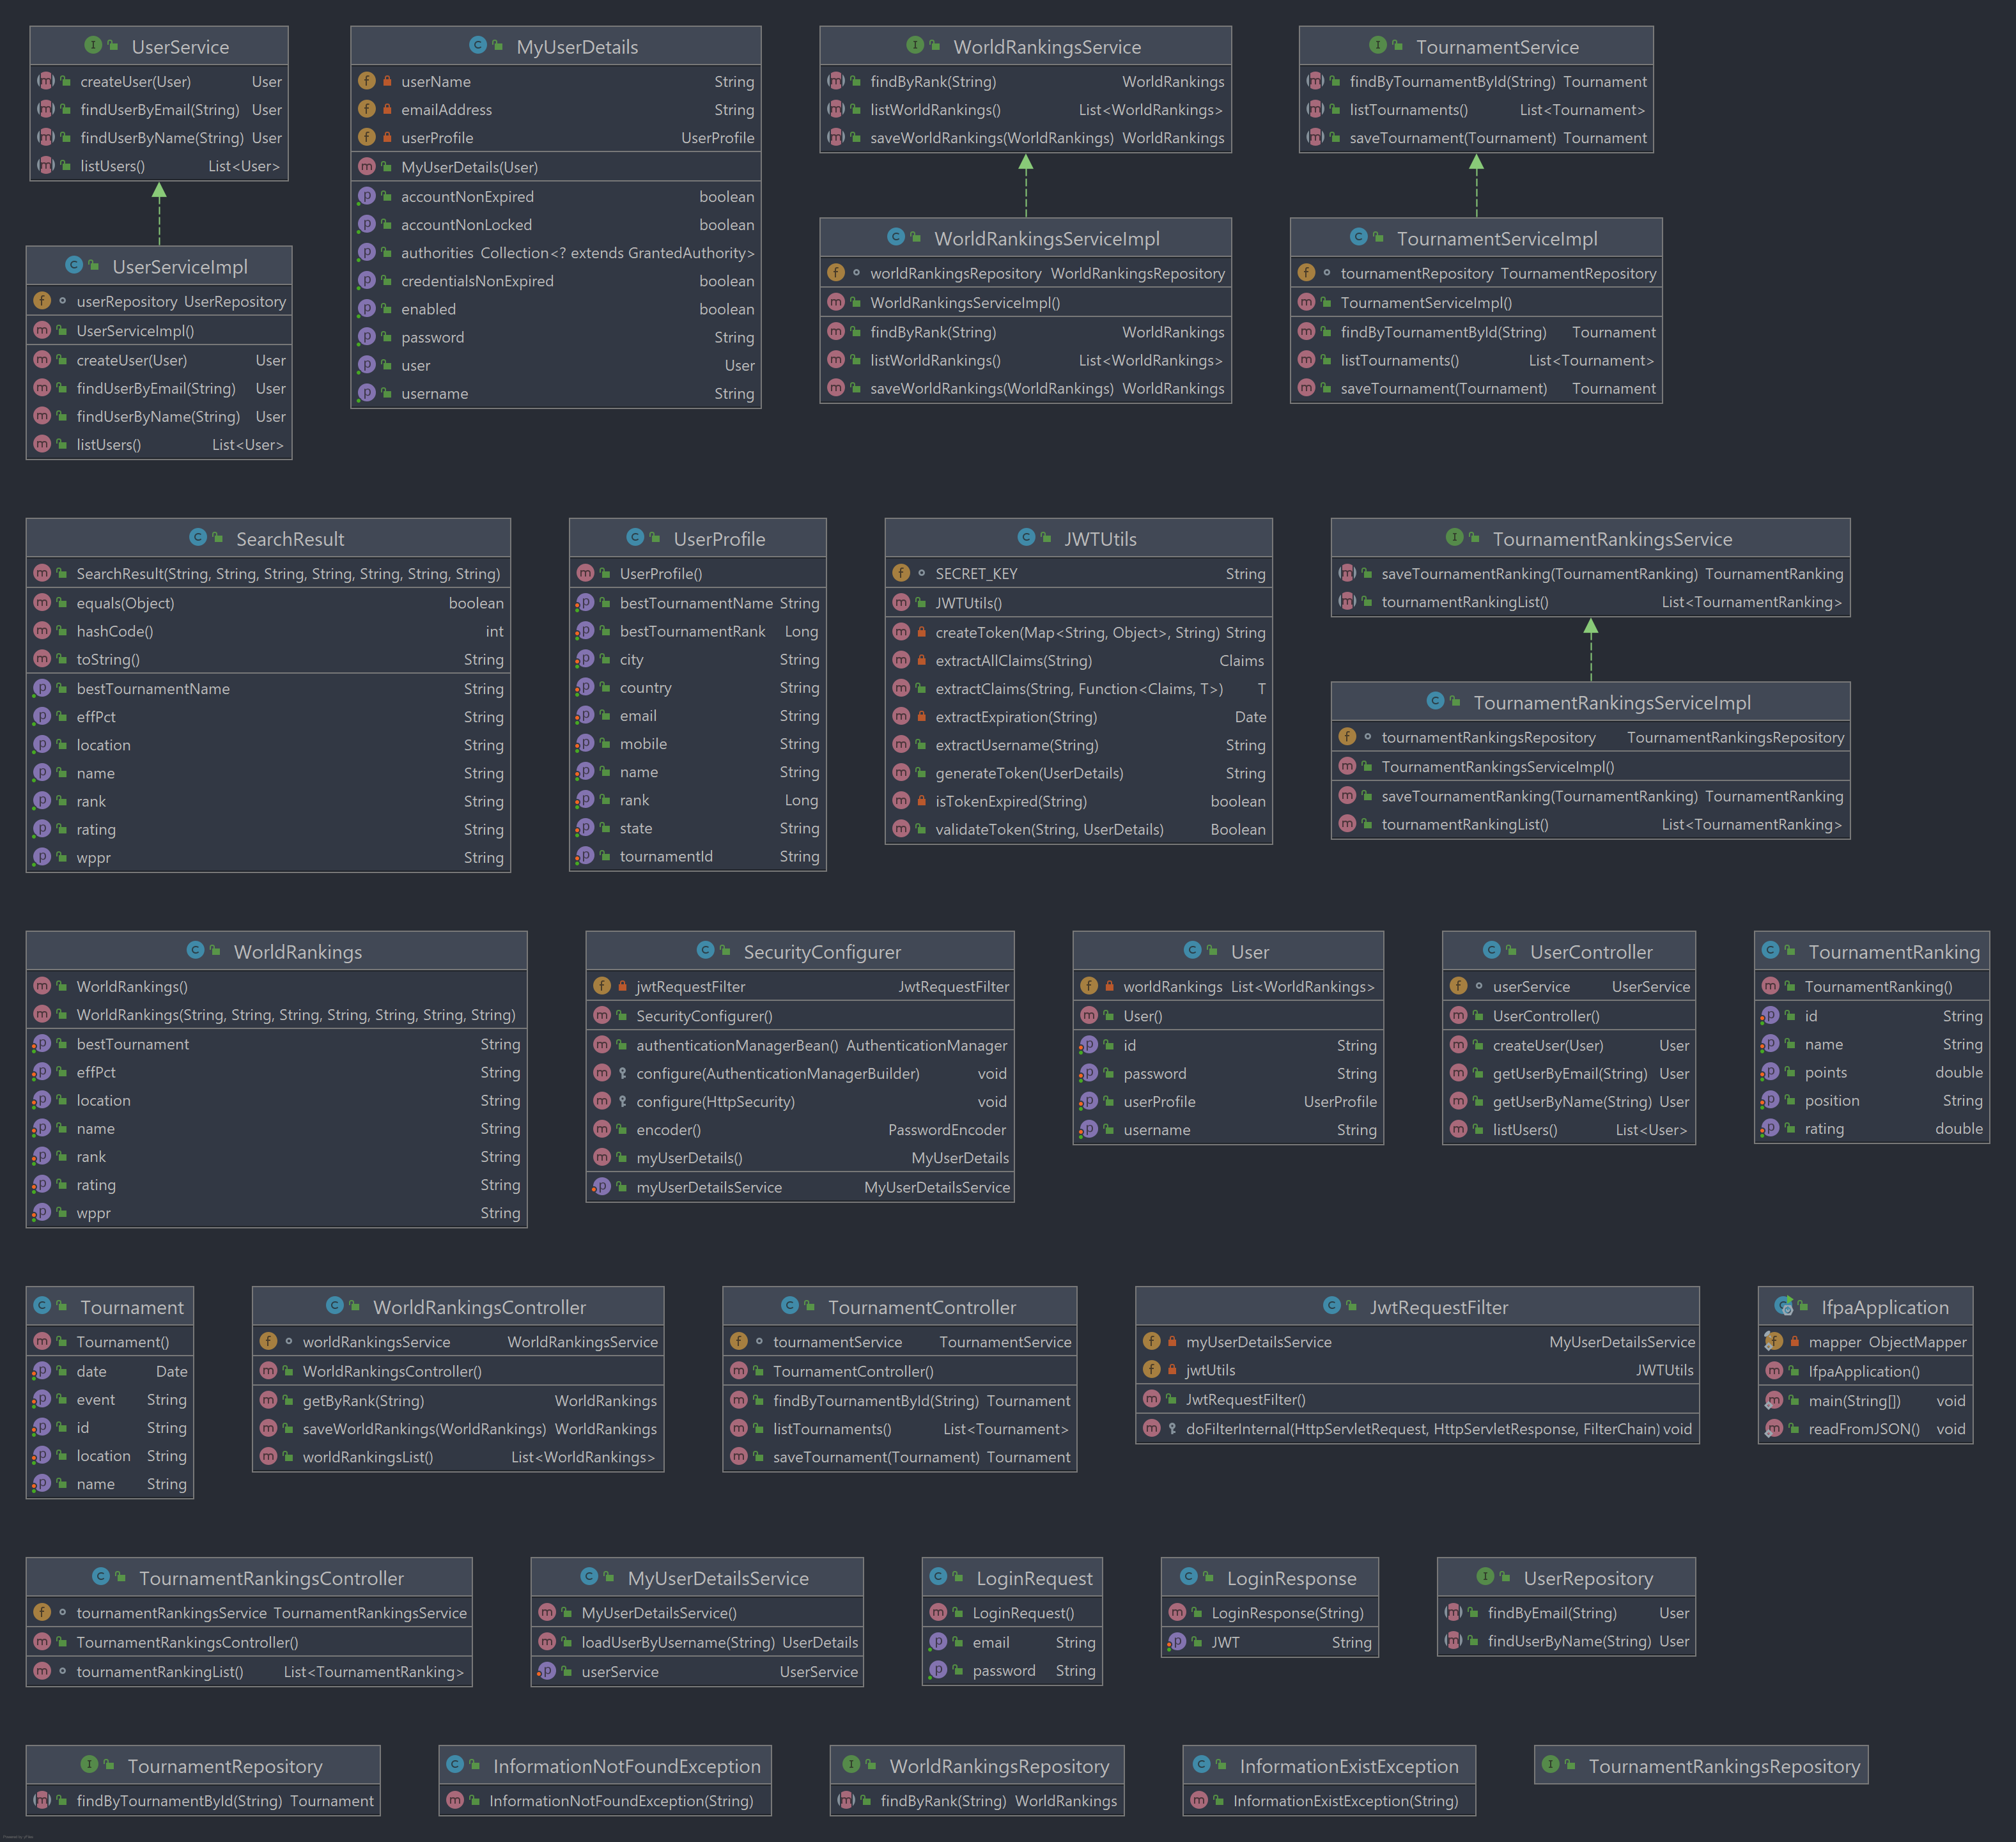 UserService
createUser(User) User
findUserByEmail(String) User
findUserByName(String) User
listUsers() List<User>
UserServiceImpl
userRepository UserRepository
UserServiceImpl()
createUser(User) User
findUserByEmail(String) User
findUserByName(String) User
listUsers() List<User>
MyUserDetails
userName String
emailAddress String
userProfile UserProfile
MyUserDetails(User)
accountNonExpired boolean
accountNonLocked boolean
authorities Collection<? extends GrantedAuthority>
credentialsNonExpired boolean
enabled boolean
password String
user User
username String
WorldRankingsService
findByRank(String) WorldRankings
listWorldRankings() List<WorldRankings>
saveWorldRankings(WorldRankings) WorldRankings
WorldRankingsServiceImpl
worldRankingsRepository WorldRankingsRepository
WorldRankingsServiceImpl()
findByRank(String) WorldRankings
listWorldRankings() List<WorldRankings>
saveWorldRankings(WorldRankings) WorldRankings
TournamentService
findByTournamentById(String) Tournament
listTournaments() List<Tournament>
saveTournament(Tournament) Tournament
TournamentServiceImpl
tournamentRepository TournamentRepository
TournamentServiceImpl()
findByTournamentById(String) Tournament
listTournaments() List<Tournament>
saveTournament(Tournament) Tournament
SearchResult
SearchResult(String, String, String, String, String, String, String)
equals(Object) boolean
hashCode() int
toString() String
bestTournamentName String
effPct String
location String
name String
rank String
rating String
wppr String
UserProfile
UserProfile()
bestTournamentName String
bestTournamentRank Long
city String
country String
email String
mobile String
name String
rank Long
state String
tournamentId String
JWTUtils
SECRET_KEY String
JWTUtils()
createToken(Map<String, Object>, String) String
extractAllClaims(String) Claims
extractClaims(String, Function<Claims, T>) T
extractExpiration(String) Date
extractUsername(String) String
generateToken(UserDetails) String
isTokenExpired(String) boolean
validateToken(String, UserDetails) Boolean
TournamentRankingsService
saveTournamentRanking(TournamentRanking) TournamentRanking
tournamentRankingList() List<TournamentRanking>
TournamentRankingsServiceImpl
tournamentRankingsRepository TournamentRankingsRepository
TournamentRankingsServiceImpl()
saveTournamentRanking(TournamentRanking) TournamentRanking
tournamentRankingList() List<TournamentRanking>
WorldRankings
WorldRankings()
WorldRankings(String, String, String, String, String, String, String)
bestTournament String
effPct String
location String
name String
rank String
rating String
wppr String
SecurityConfigurer
jwtRequestFilter JwtRequestFilter
SecurityConfigurer()
authenticationManagerBean() AuthenticationManager
configure(AuthenticationManagerBuilder) void
configure(HttpSecurity) void
encoder() PasswordEncoder
myUserDetails() MyUserDetails
myUserDetailsService MyUserDetailsService
User
worldRankings List<WorldRankings>
User()
id String
password String
userProfile UserProfile
username String
UserController
userService UserService
UserController()
createUser(User) User
getUserByEmail(String) User
getUserByName(String) User
listUsers() List<User>
TournamentRanking
TournamentRanking()
id String
name String
points double
position String
rating double
Tournament
Tournament()
date Date
event String
id String
location String
name String
WorldRankingsController
worldRankingsService WorldRankingsService
WorldRankingsController()
getByRank(String) WorldRankings
saveWorldRankings(WorldRankings) WorldRankings
worldRankingsList() List<WorldRankings>
TournamentController
tournamentService TournamentService
TournamentController()
findByTournamentById(String) Tournament
listTournaments() List<Tournament>
saveTournament(Tournament) Tournament
JwtRequestFilter
myUserDetailsService MyUserDetailsService
jwtUtils JWTUtils
JwtRequestFilter()
doFilterInternal(HttpServletRequest, HttpServletResponse, FilterChain) void
IfpaApplication
mapper ObjectMapper
IfpaApplication()
main(String[]) void
readFromJSON() void
TournamentRankingsController
tournamentRankingsService TournamentRankingsService
TournamentRankingsController()
tournamentRankingList() List<TournamentRanking>
MyUserDetailsService
MyUserDetailsService()
loadUserByUsername(String) UserDetails
userService UserService
LoginRequest
LoginRequest()
email String
password String
LoginResponse
LoginResponse(String)
JWT String
UserRepository
findByEmail(String) User
findUserByName(String) User
TournamentRepository
findByTournamentById(String) Tournament
InformationNotFoundException
InformationNotFoundException(String)
WorldRankingsRepository
findByRank(String) WorldRankings
InformationExistException
InformationExistException(String)
TournamentRankingsRepository